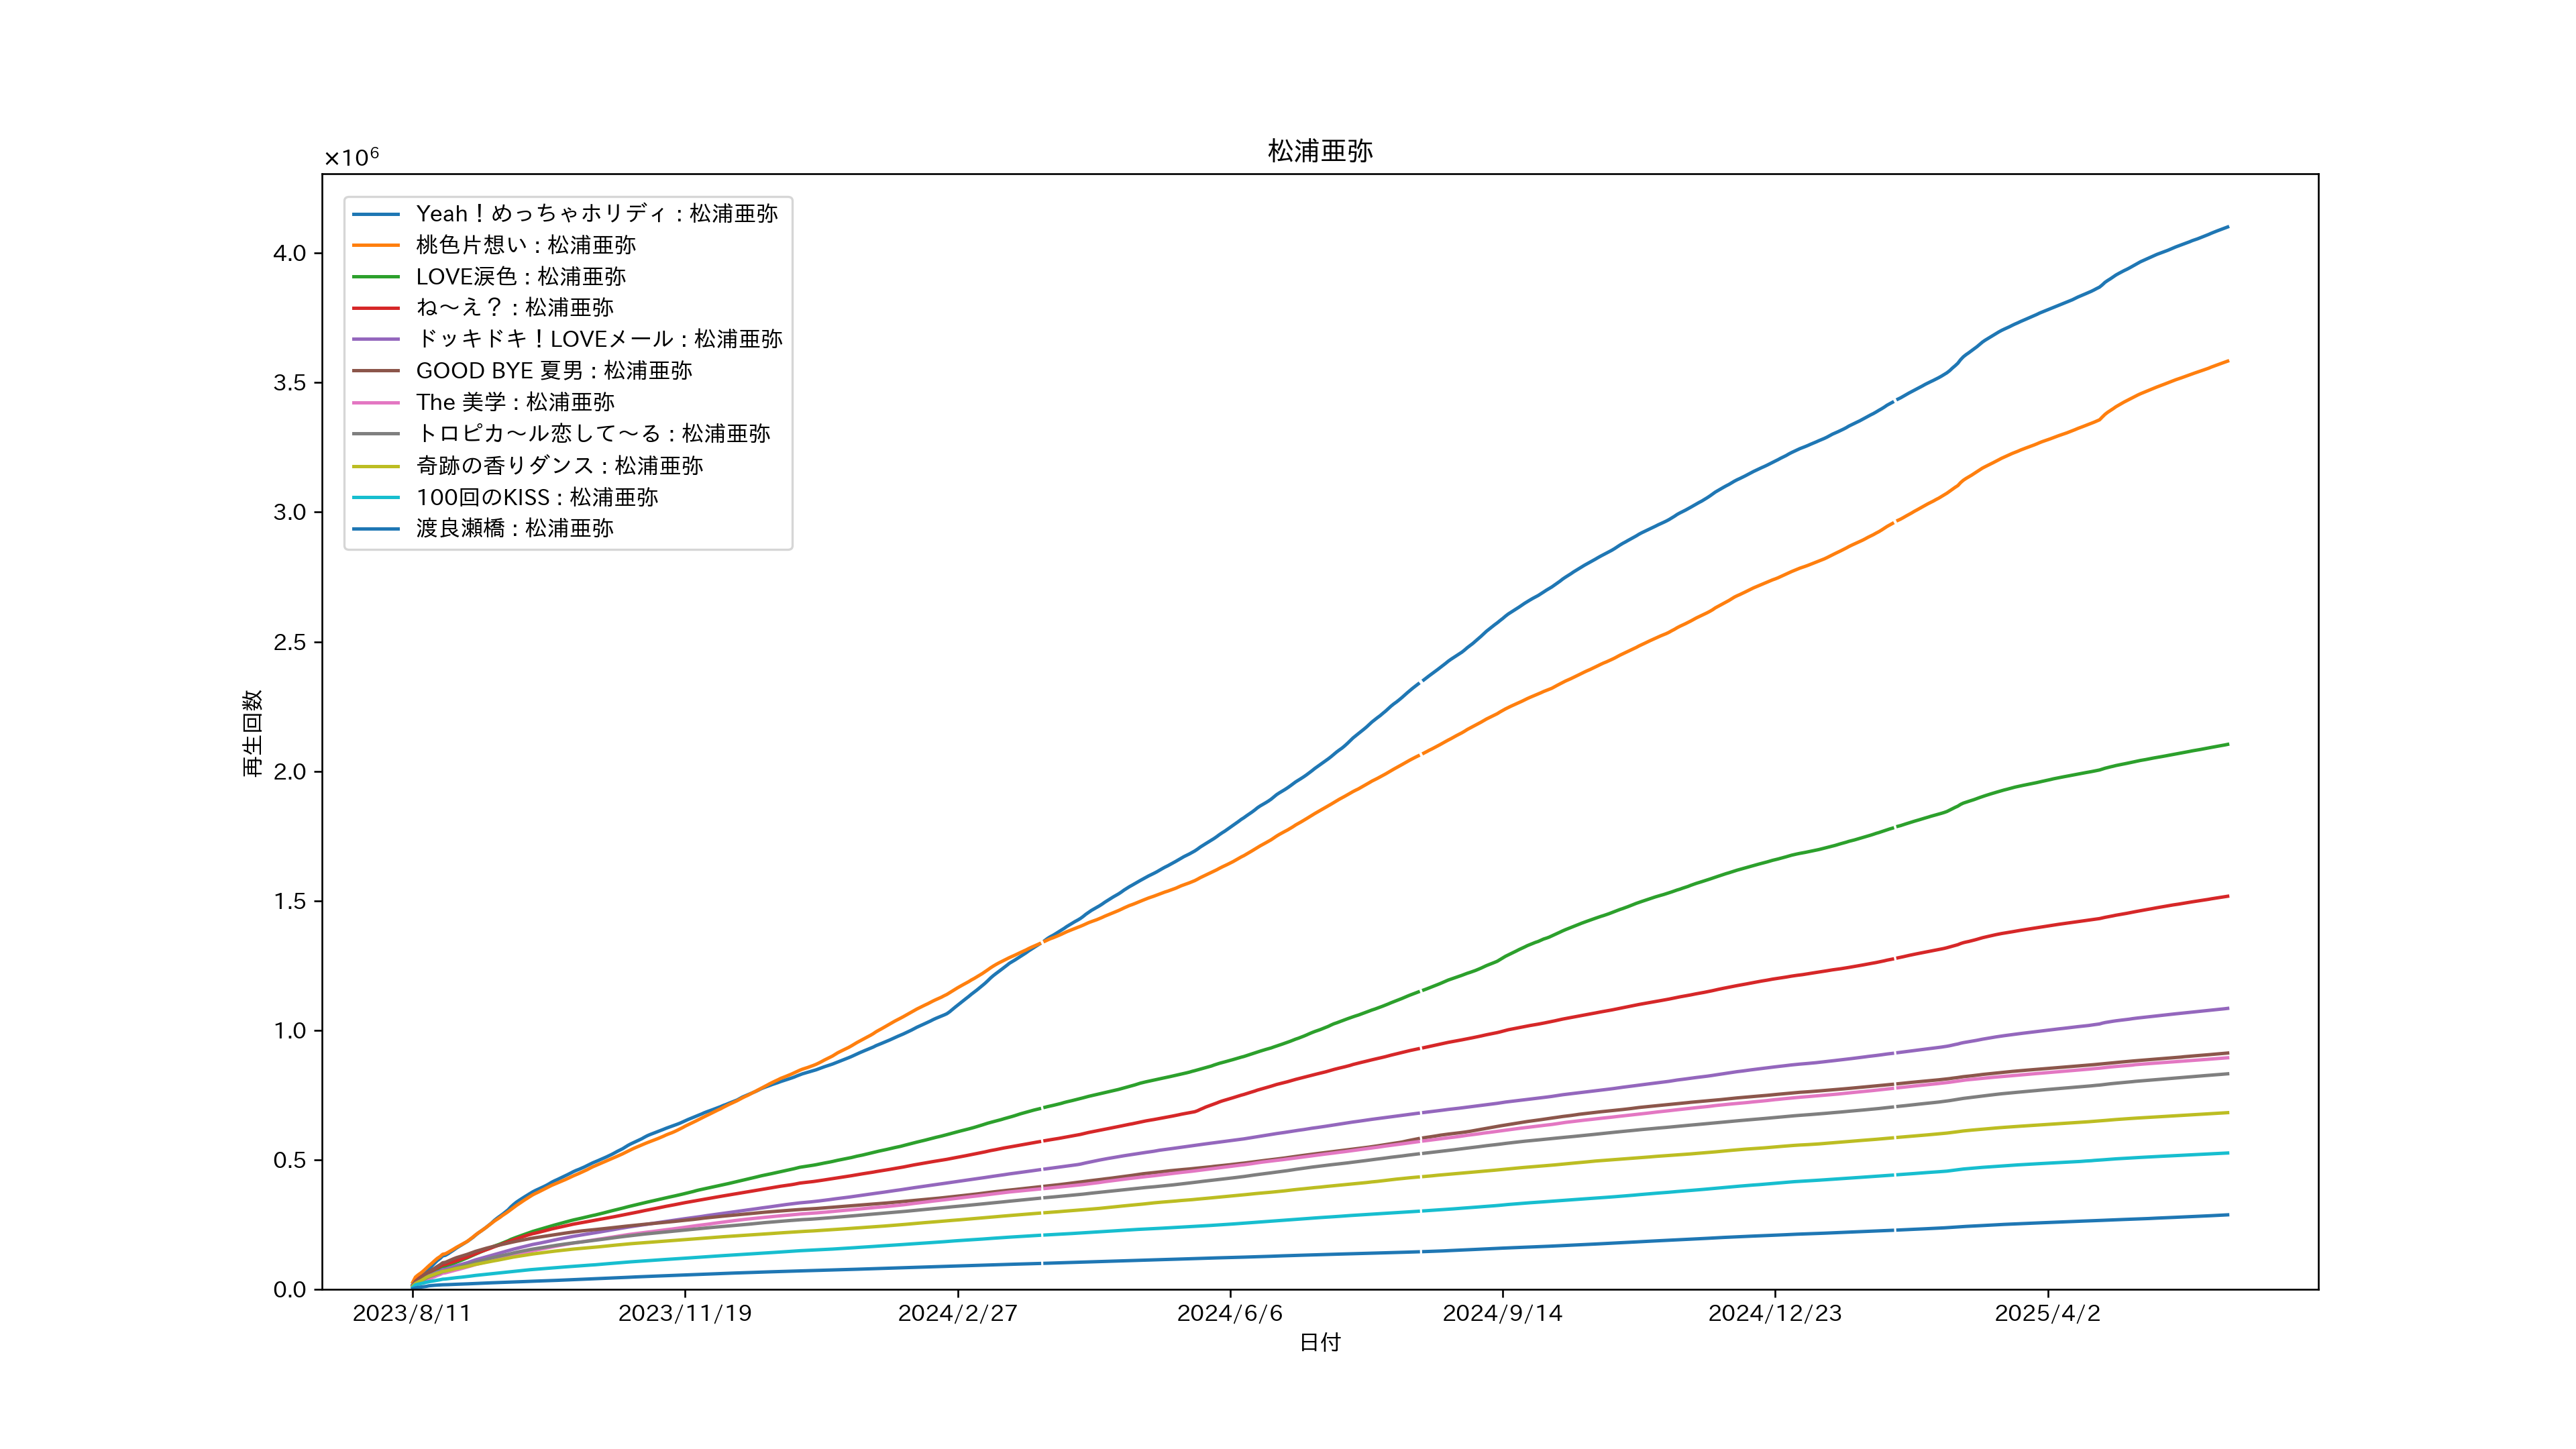 松浦亜弥
×10⁶
Yeah！めっちゃホリディ : 松浦亜弥
桃色片想い : 松浦亜弥
LOVE涙色 : 松浦亜弥
ね～え？ : 松浦亜弥
ドッキドキ！LOVEメール : 松浦亜弥
GOOD BYE 夏男 : 松浦亜弥
The 美学 : 松浦亜弥
トロピカ～ル恋して～る : 松浦亜弥
奇跡の香りダンス : 松浦亜弥
100回のKISS : 松浦亜弥
渡良瀬橋 : 松浦亜弥
4.0
3.5
3.0
2.5
2.0
1.5
1.0
0.5
0.0
再生回数
2023/8/11 2023/11/19 2024/2/27 2024/6/6 2024/9/14 2024/12/23 2025/4/2
日付